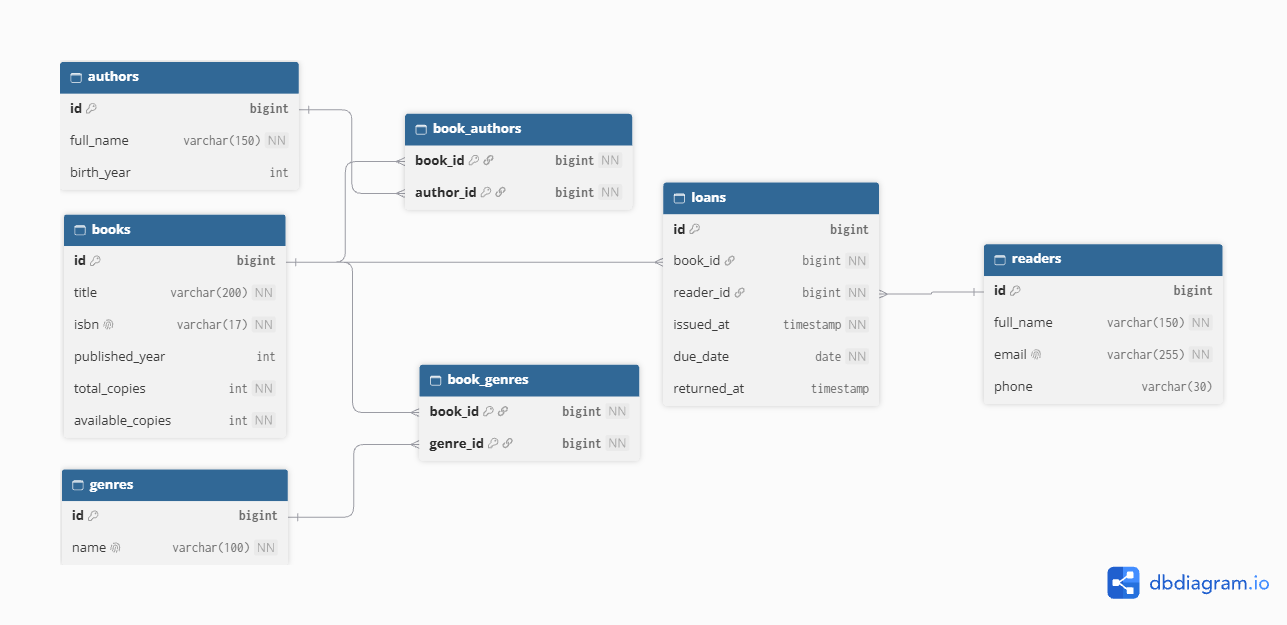 authors
id bigint
full_name varchar(150) NN
birth_year int
books
id bigint
title varchar(200) NN
isbn varchar(17) NN
published_year int
total_copies int NN
available_copies int NN
genres
id bigint
name varchar(100) NN
book_authors
book_id bigint NN
author_id bigint NN
book_genres
book_id bigint NN
genre_id bigint NN
loans
id bigint
book_id bigint NN
reader_id bigint NN
issued_at timestamp NN
due_date date NN
returned_at timestamp
readers
id bigint
full_name varchar(150) NN
email varchar(255) NN
phone varchar(30)
dbdiagram.io